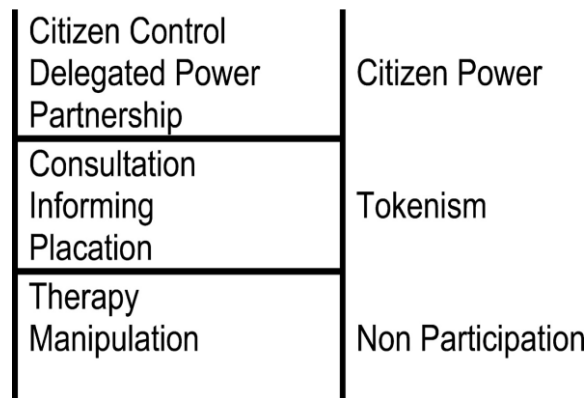 Citizen Control
Delegated Power
Partnership
Citizen Power
Consultation
Informing
Placation
Tokenism
Therapy
Manipulation
Non Participation